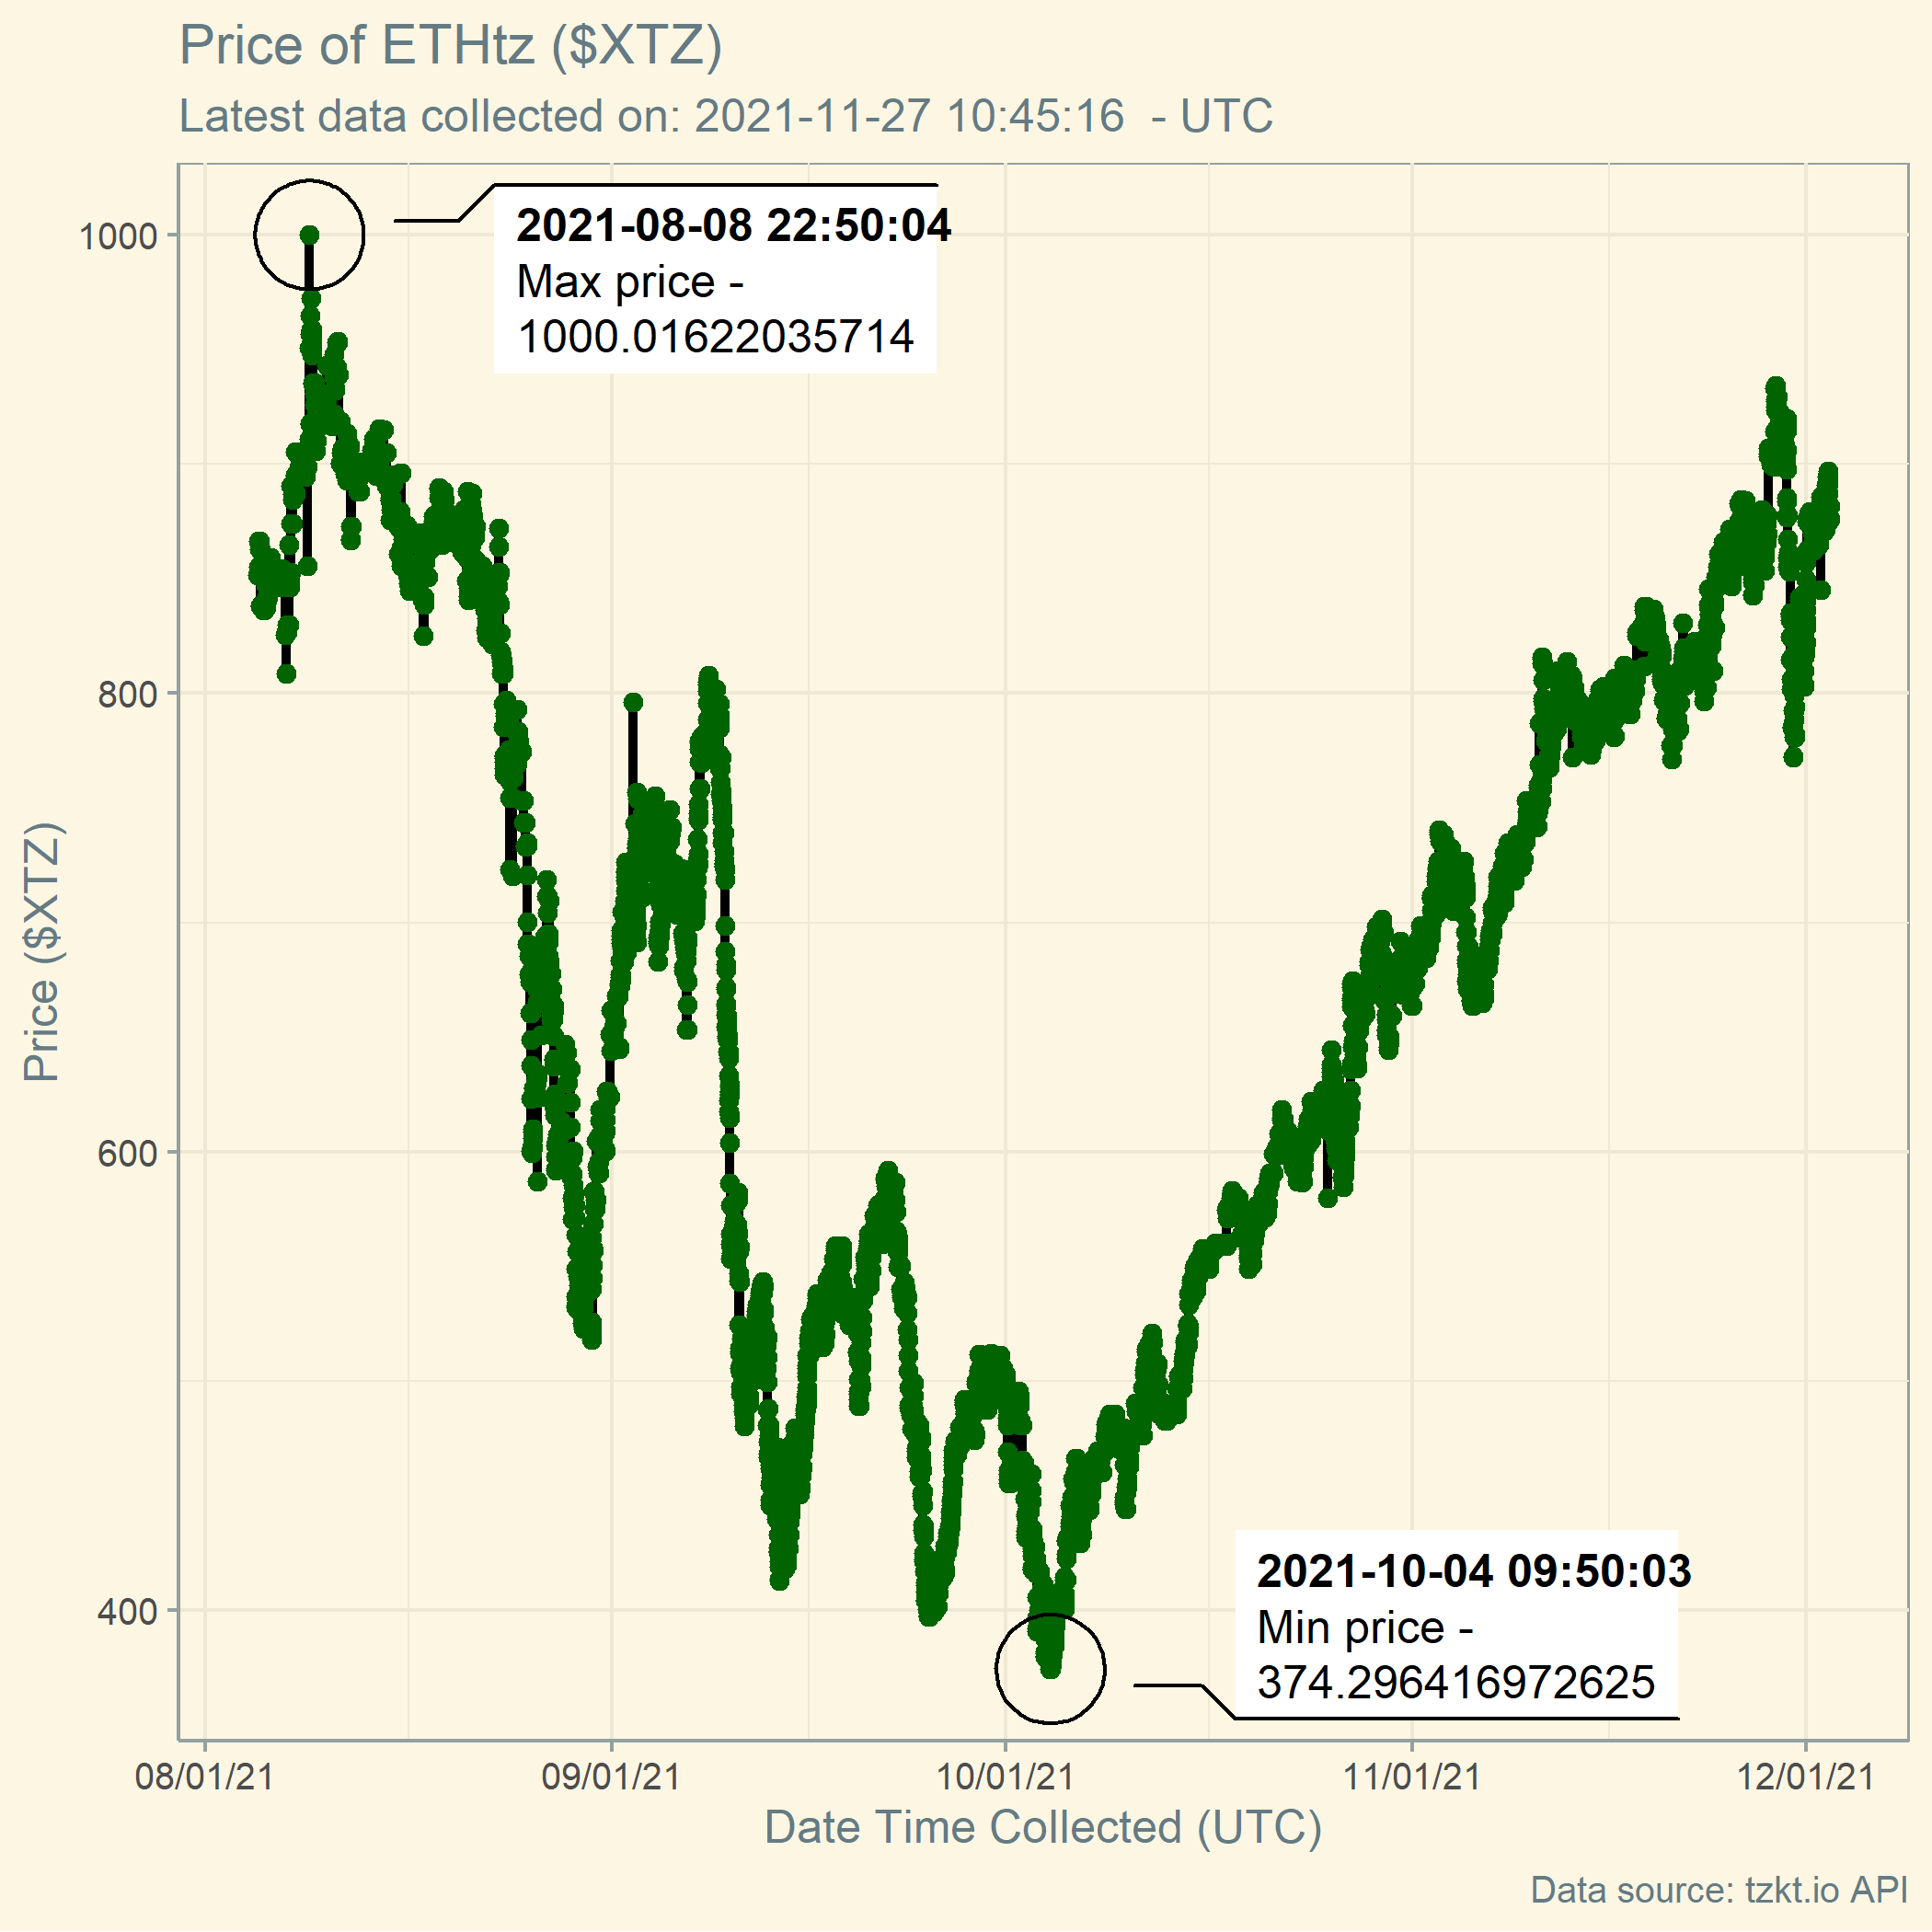 Price of ETHtz ($XTZ)
Latest data collected on: 2021-11-27 10:45:16  - UTC
2021-08-08 22:50:04
Max price -
1000.01622035714
1000
800
600
400
Price ($XTZ)
2021-10-04 09:50:03
Min price -
374.296416972625
08/01/21
09/01/21
10/01/21
11/01/21
12/01/21
Date Time Collected (UTC)
Data source: tzkt.io API